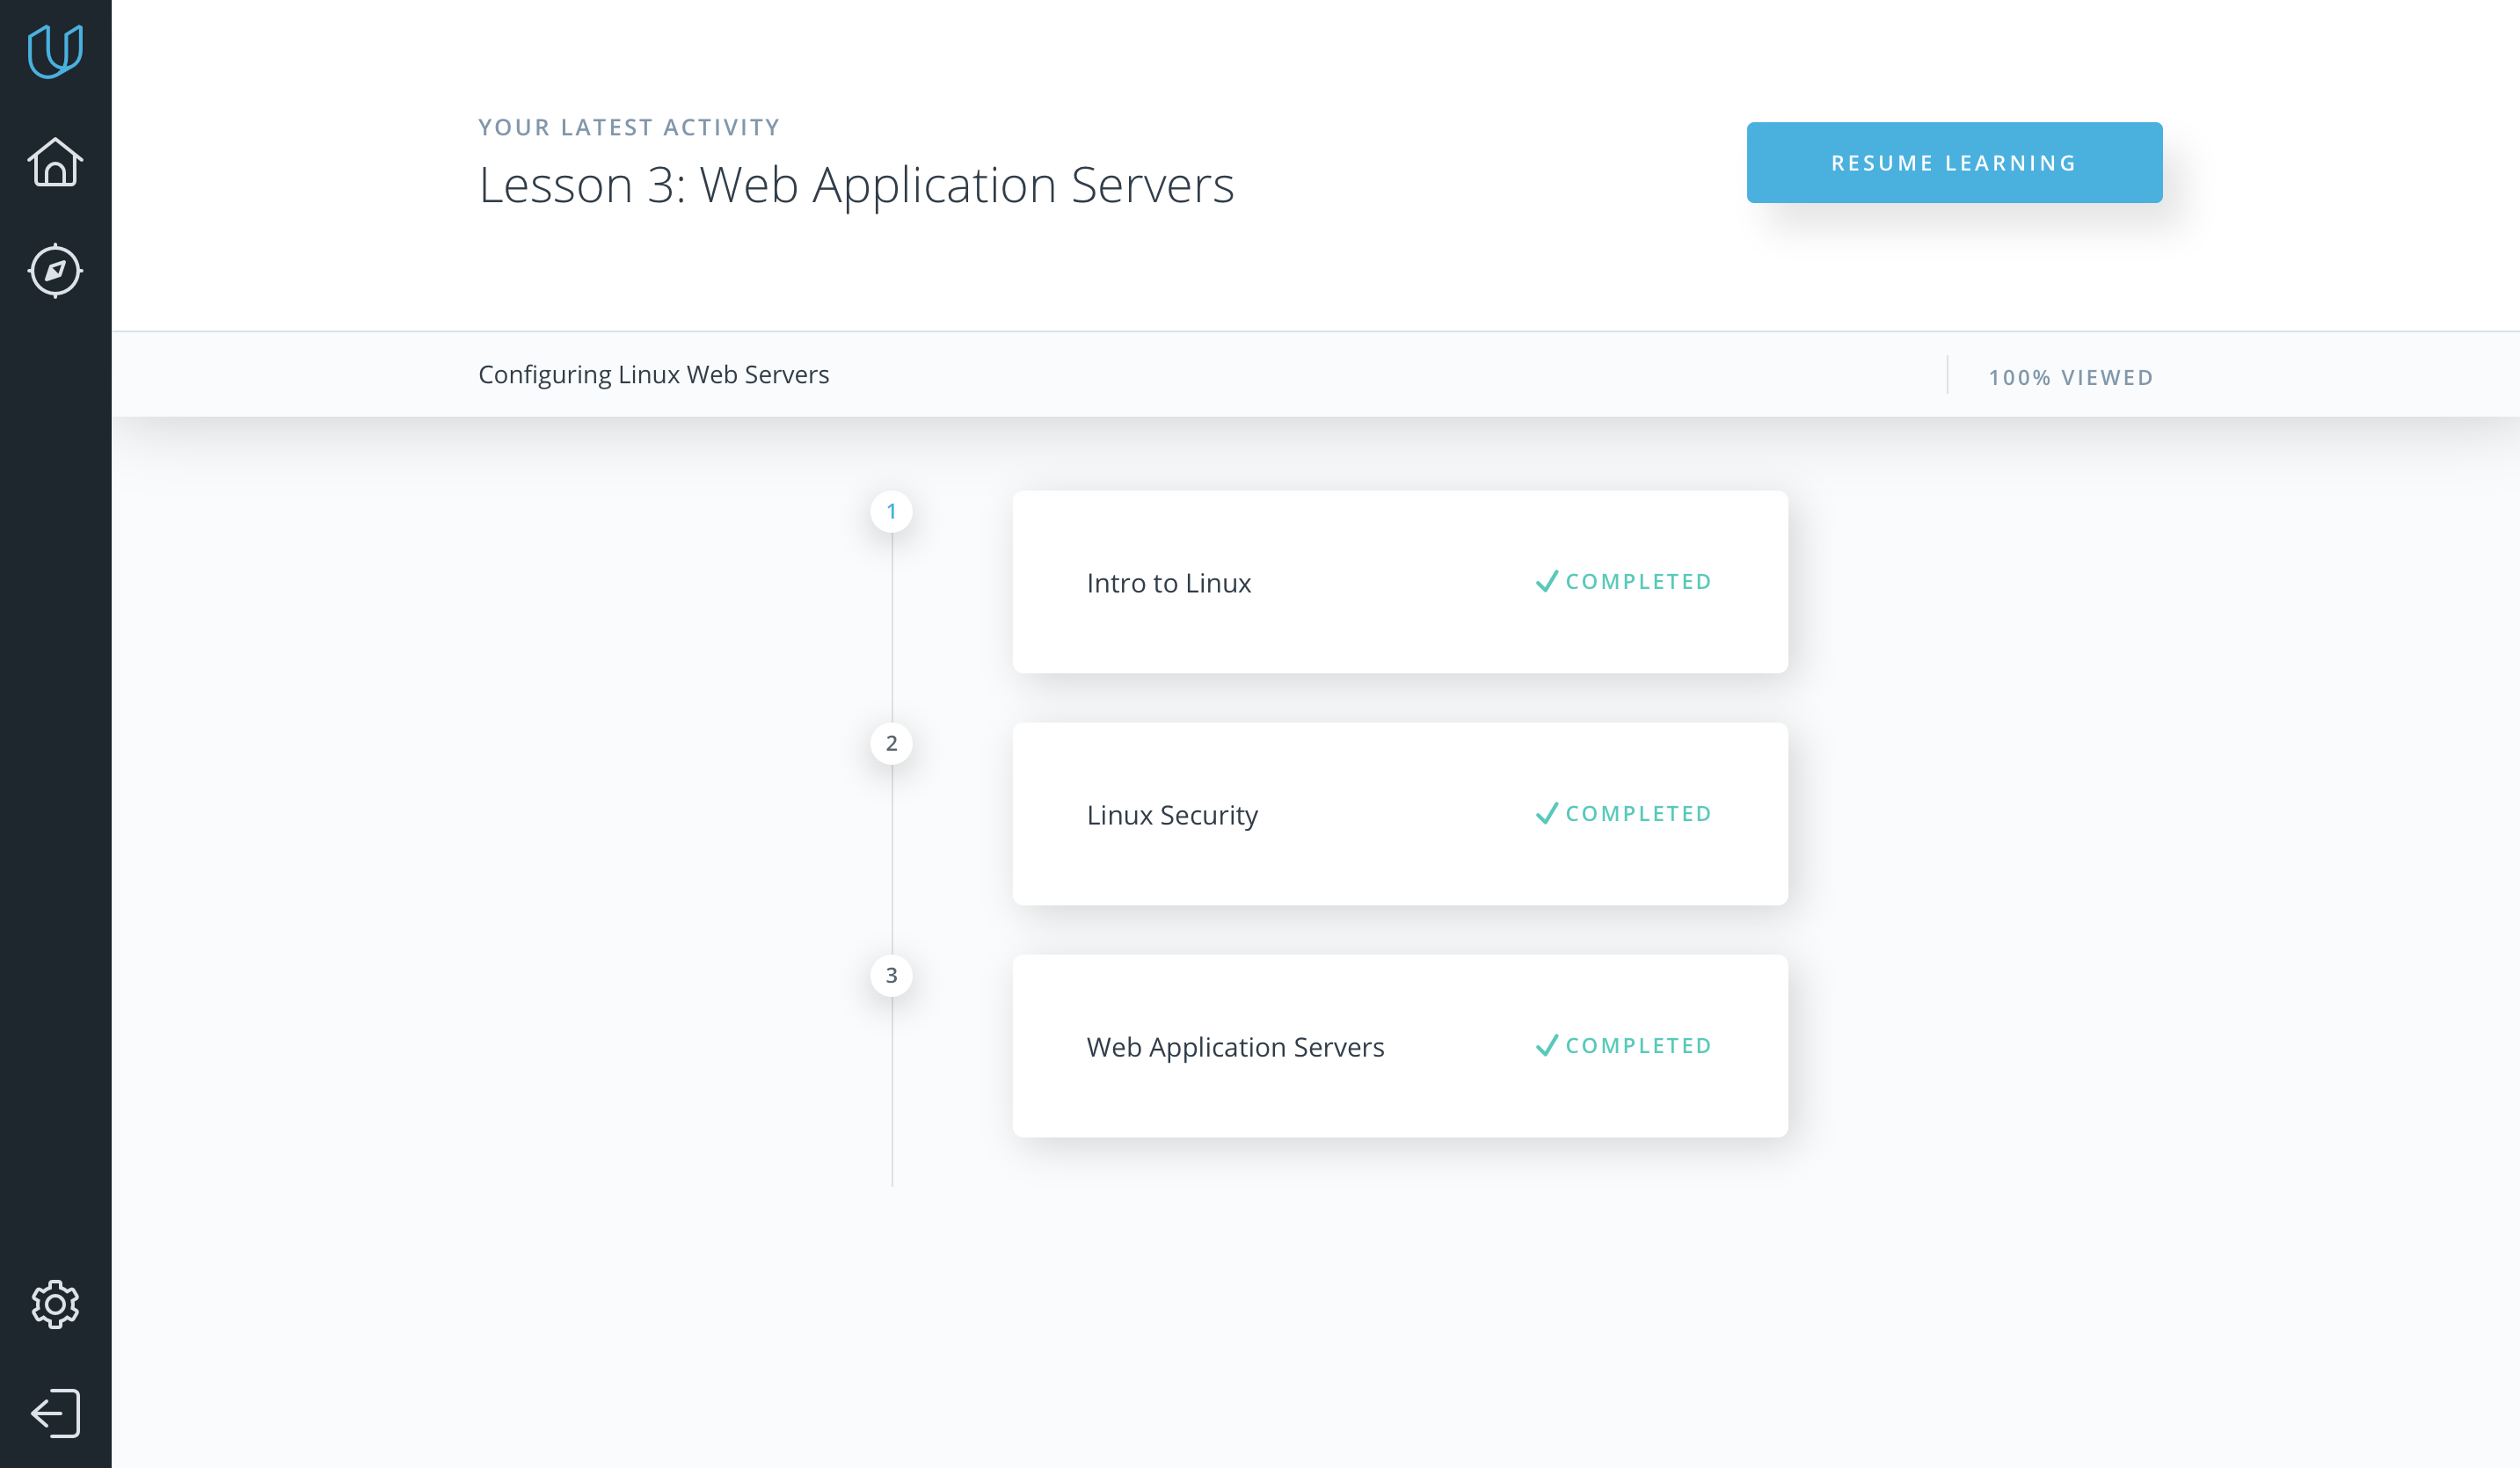 YOUR LATEST ACTIVITY
Lesson 3: Web Application Servers
RESUME LEARNING
Configuring Linux Web Servers
100% VIEWED
1
Intro to Linux
COMPLETED
2
Linux Security
COMPLETED
3
Web Application Servers
COMPLETED